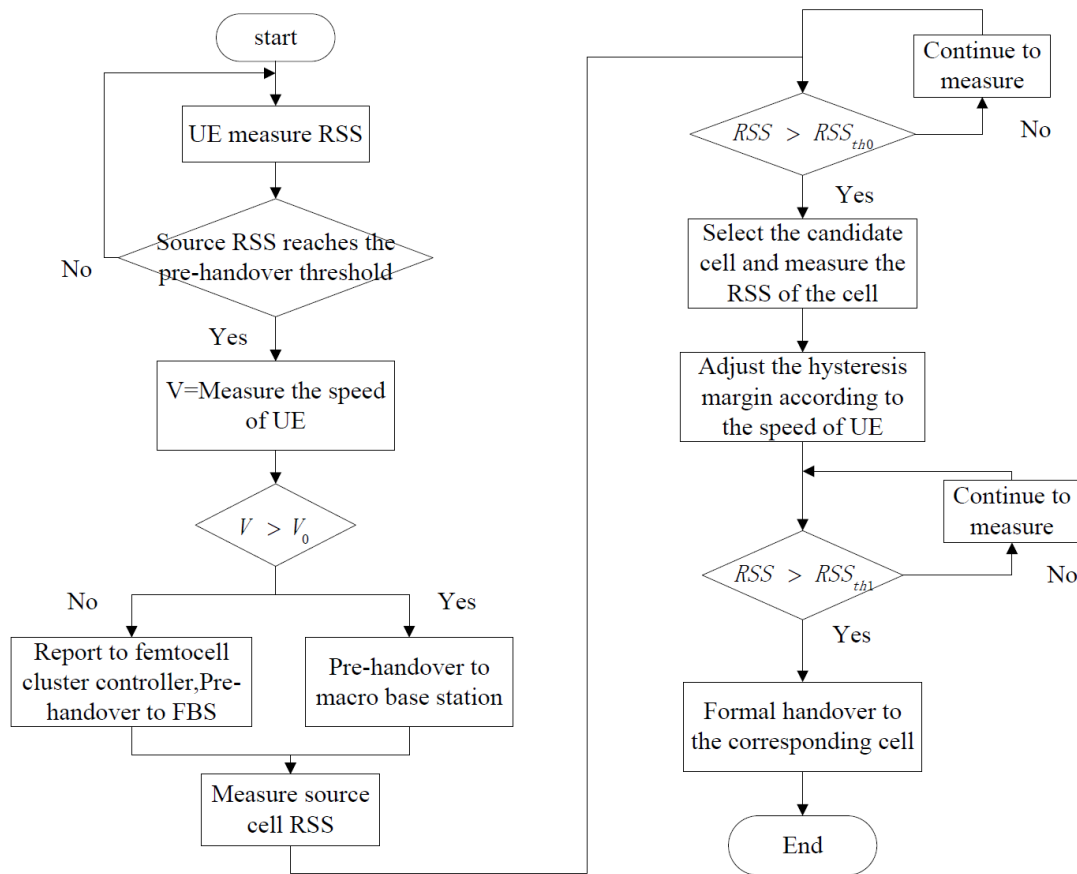 start
UE measure RSS
Source RSS reaches the
pre-handover threshold
No
Yes
V=Measure the speed
of UE
V > V0
No
Yes
Report to femtocell
cluster controller,Pre-
handover to FBS
Pre-handover to
macro base station
Measure source
cell RSS
Continue to
measure
RSS > RSSth0
No
Yes
Select the candidate
cell and measure the
RSS of the cell
Adjust the hysteresis
margin according to
the speed of UE
Continue to
measure
RSS > RSSth1
No
Yes
Formal handover to
the corresponding cell
End